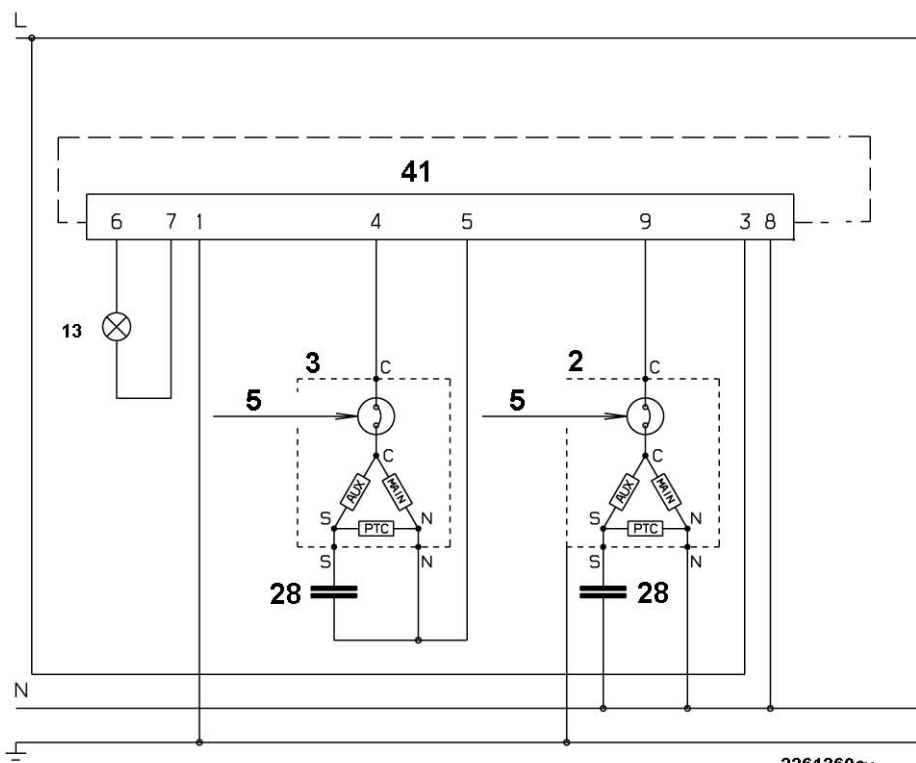 L
41
6 7 1 4 5 9 3 8
13
3 C 2 C
5 5
C C
AUX MAIN AUX MAIN
S N S N
PTC PTC
S N S N
28 28
N